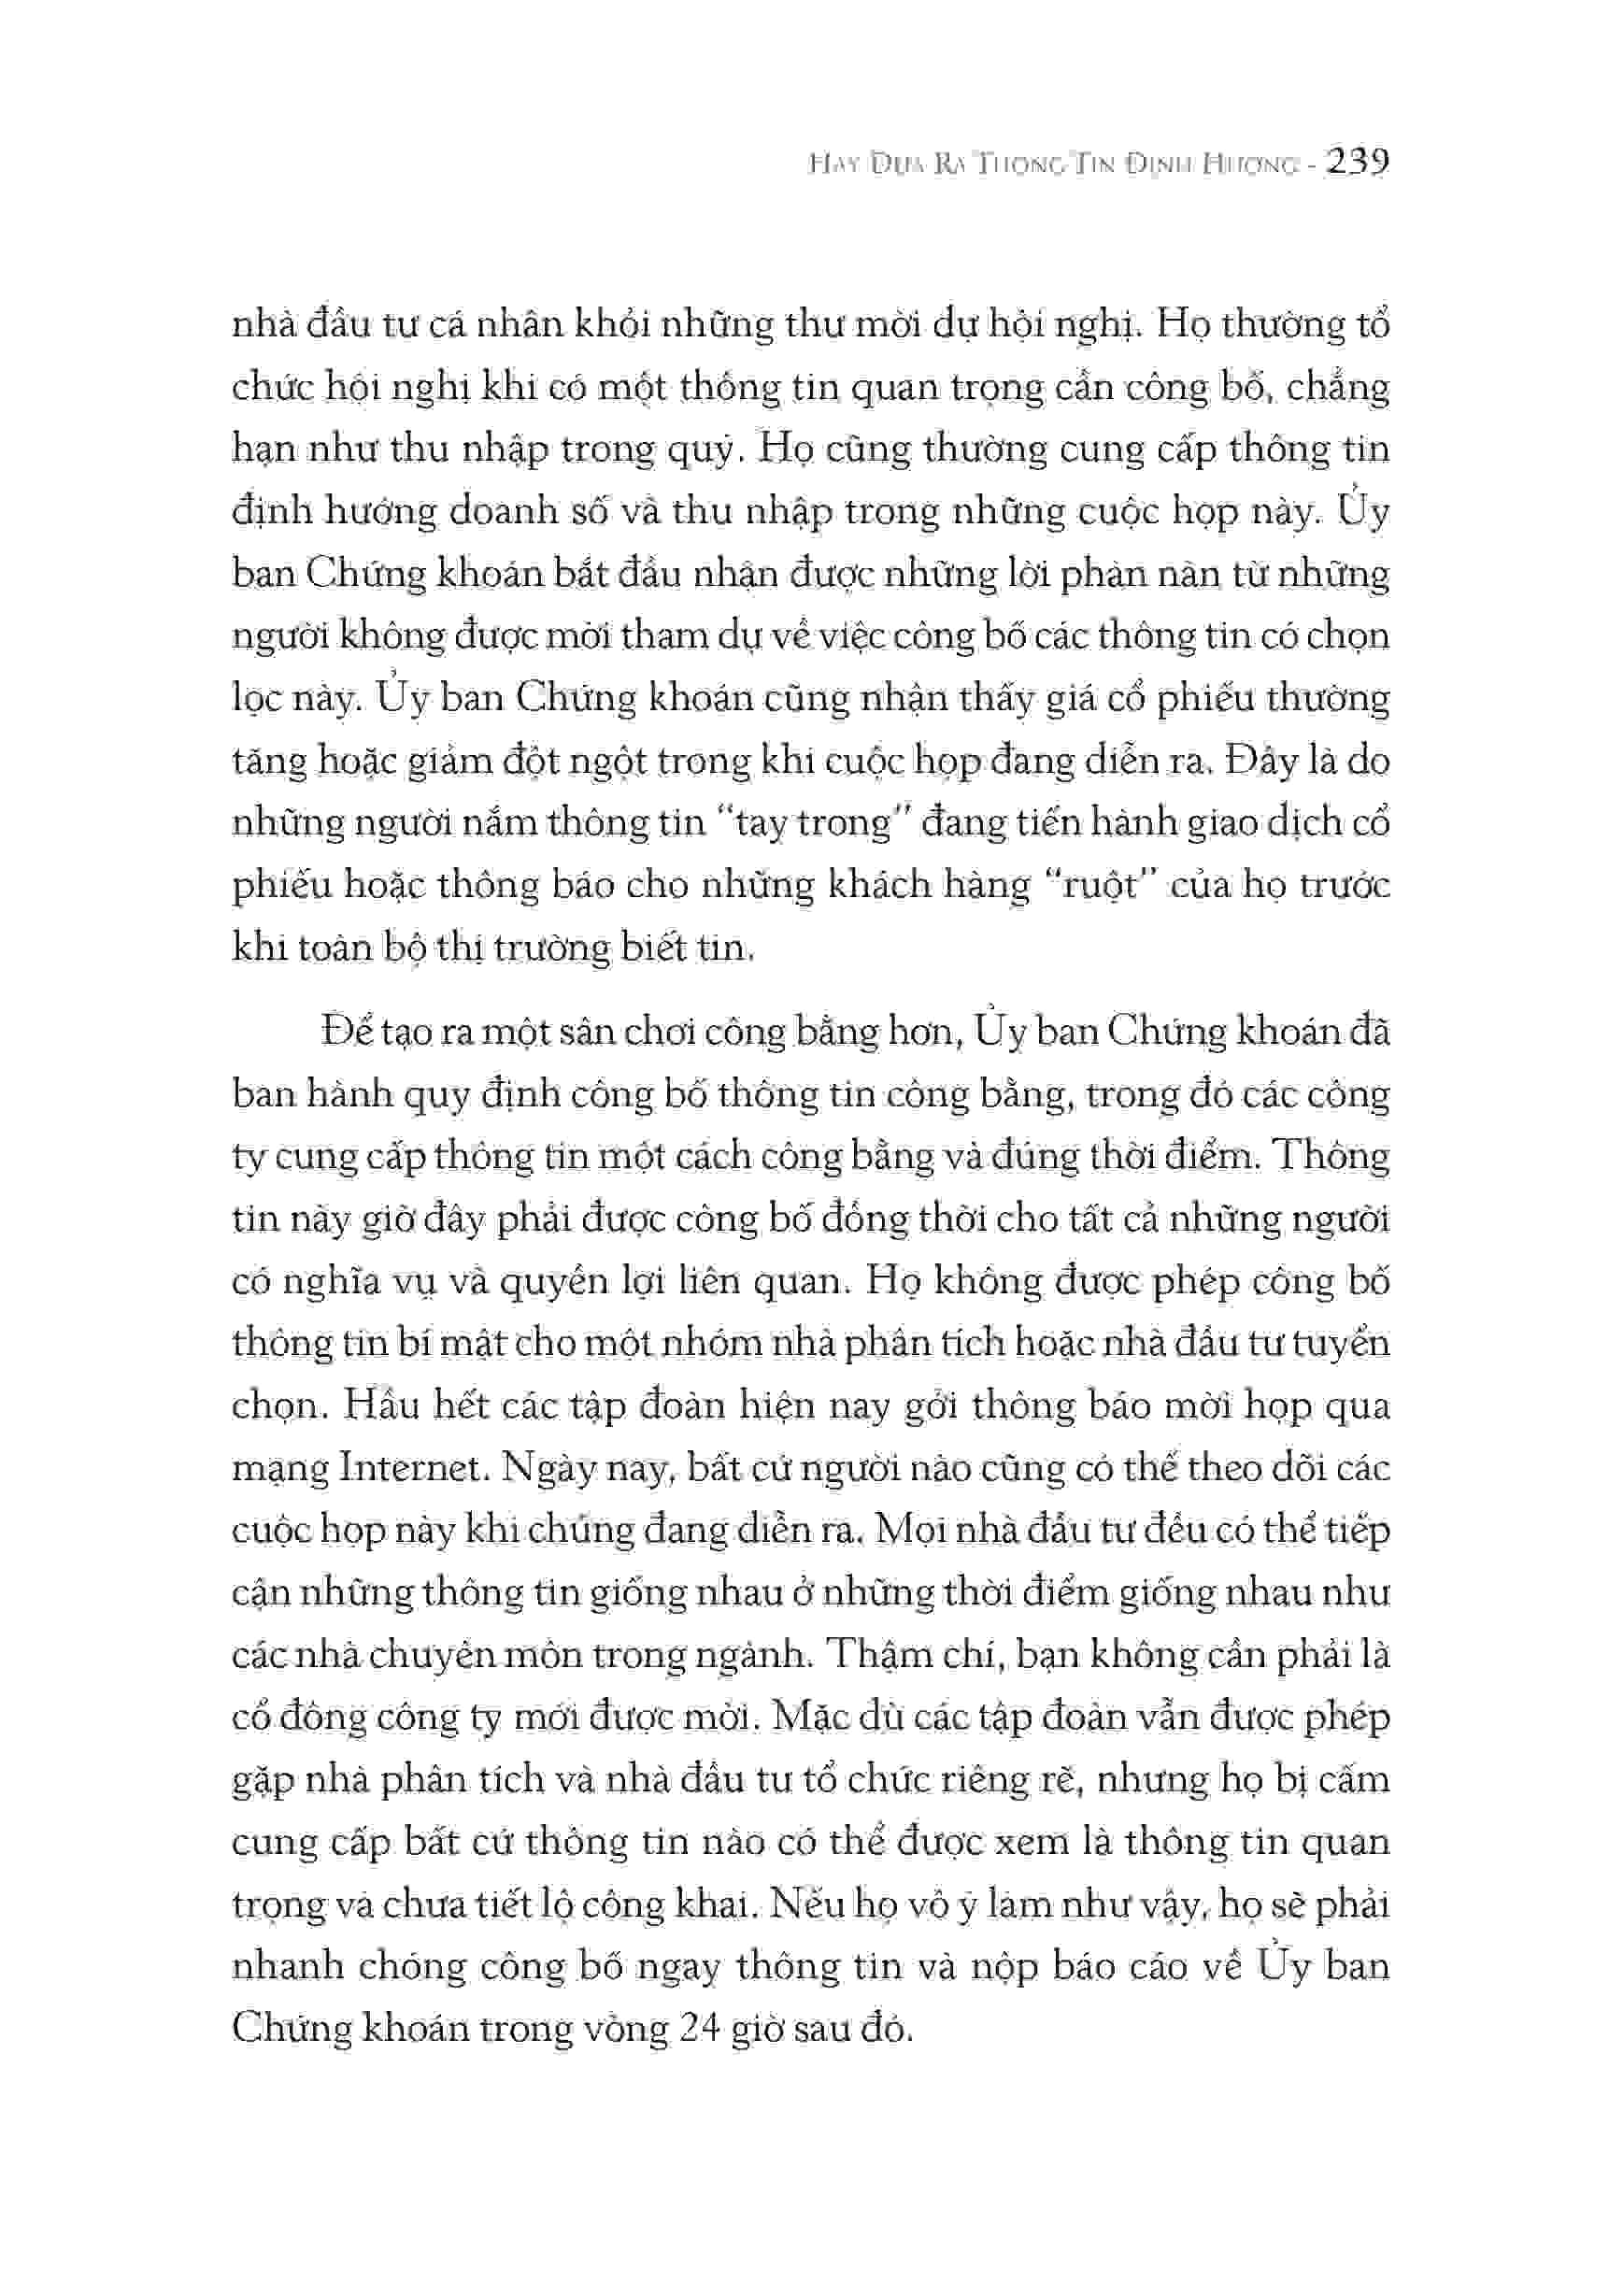 HÃY ĐƯA RA THÔNG TIN ĐỊNH HƯỚNG - 239
nhà đầu tư cá nhân khỏi những thư mời dự hội nghị. Họ thường tổ
chức hội nghị khi có một thông tin quan trọng cần công bố, chẳng
hạn như thu nhập trong quý. Họ cũng thường cung cấp thông tin
định hướng doanh số và thu nhập trong những cuộc họp này. Ủy
ban Chứng khoán bắt đầu nhận được những lời phàn nàn từ những
người không được mời tham dự về việc công bố các thông tin có chọn
lọc này. Ủy ban Chứng khoán cũng nhận thấy giá cổ phiếu thường
tăng hoặc giảm đột ngột trong khi cuộc họp đang diễn ra. Đây là do
những người nắm thông tin “tay trong” đang tiến hành giao dịch cổ
phiếu hoặc thông báo cho những khách hàng “ruột” của họ trước
khi toàn bộ thị trường biết tin.
Để tạo ra một sân chơi công bằng hơn, Ủy ban Chứng khoán đã
ban hành quy định công bố thông tin công bằng, trong đó các công
ty cung cấp thông tin một cách công bằng và đúng thời điểm. Thông
tin này giờ đây phải được công bố đồng thời cho tất cả những người
có nghĩa vụ và quyền lợi liên quan. Họ không được phép công bố
thông tin bí mật cho một nhóm nhà phân tích hoặc nhà đầu tư tuyển
chọn. Hầu hết các tập đoàn hiện nay gởi thông báo mời họp qua
mạng Internet. Ngày nay, bất cứ người nào cũng có thể theo dõi các
cuộc họp này khi chúng đang diễn ra. Mọi nhà đầu tư đều có thể tiếp
cận những thông tin giống nhau ở những thời điểm giống nhau như
các nhà chuyên môn trong ngành. Thậm chí, bạn không cần phải là
cổ đông công ty mới được mời. Mặc dù các tập đoàn vẫn được phép
gặp nhà phân tích và nhà đầu tư tổ chức riêng rẽ, nhưng họ bị cấm
cung cấp bất cứ thông tin nào có thể được xem là thông tin quan
trọng và chưa tiết lộ công khai. Nếu họ vô ý làm như vậy, họ sẽ phải
nhanh chóng công bố ngay thông tin và nộp báo cáo về Ủy ban
Chứng khoán trong vòng 24 giờ sau đó.